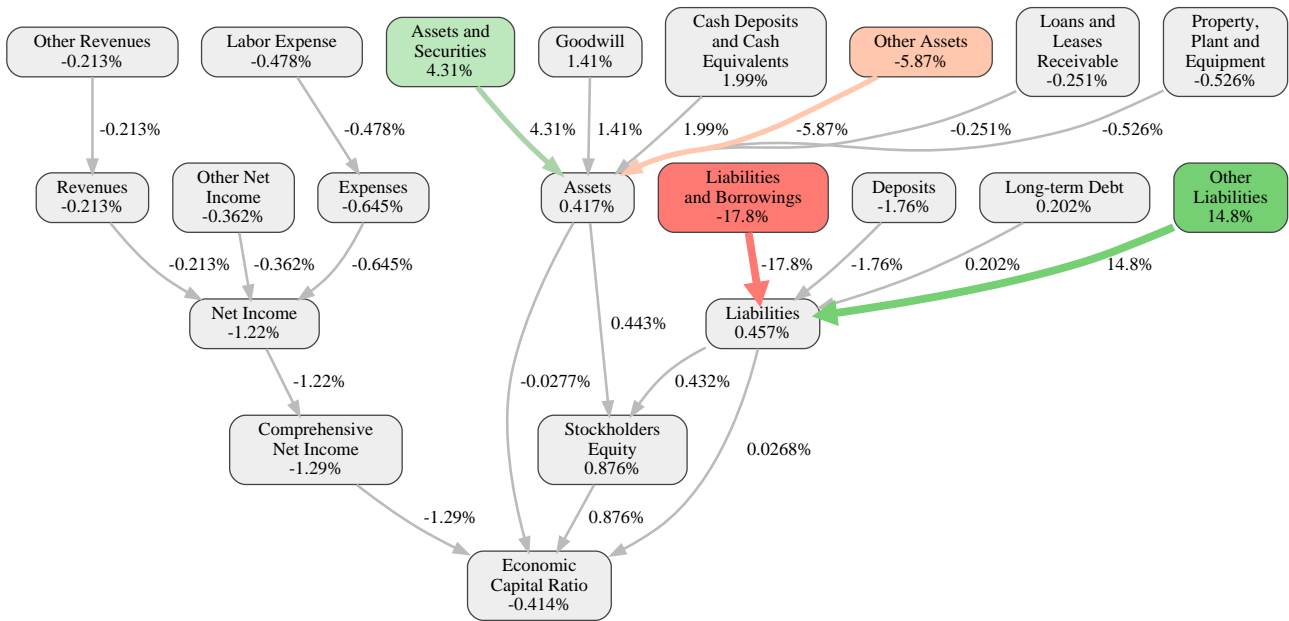 Other Revenues
-0.213%
Labor Expense
-0.478%
Assets and
Securities
4.31%
Goodwill
1.41%
Cash Deposits
and Cash
Equivalents
1.99%
Other Assets
-5.87%
Loans and
Leases
Receivable
-0.251%
Property,
Plant and
Equipment
-0.526%
-0.213%
-0.478%
4.31%
1.41%
1.99%
-5.87%
-0.251%
-0.526%
Revenues
-0.213%
Other Net
Income
-0.362%
Expenses
-0.645%
Assets
0.417%
Liabilities
and Borrowings
-17.8%
Deposits
-1.76%
Long-term Debt
0.202%
Other
Liabilities
14.8%
-0.213%
-0.362%
-0.645%
-17.8%
-1.76%
0.202%
14.8%
Net Income
-1.22%
0.443%
Liabilities
0.457%
-1.22%
-0.0277%
0.432%
Comprehensive
Net Income
-1.29%
Stockholders
Equity
0.876%
0.0268%
-1.29%
0.876%
Economic
Capital Ratio
-0.414%